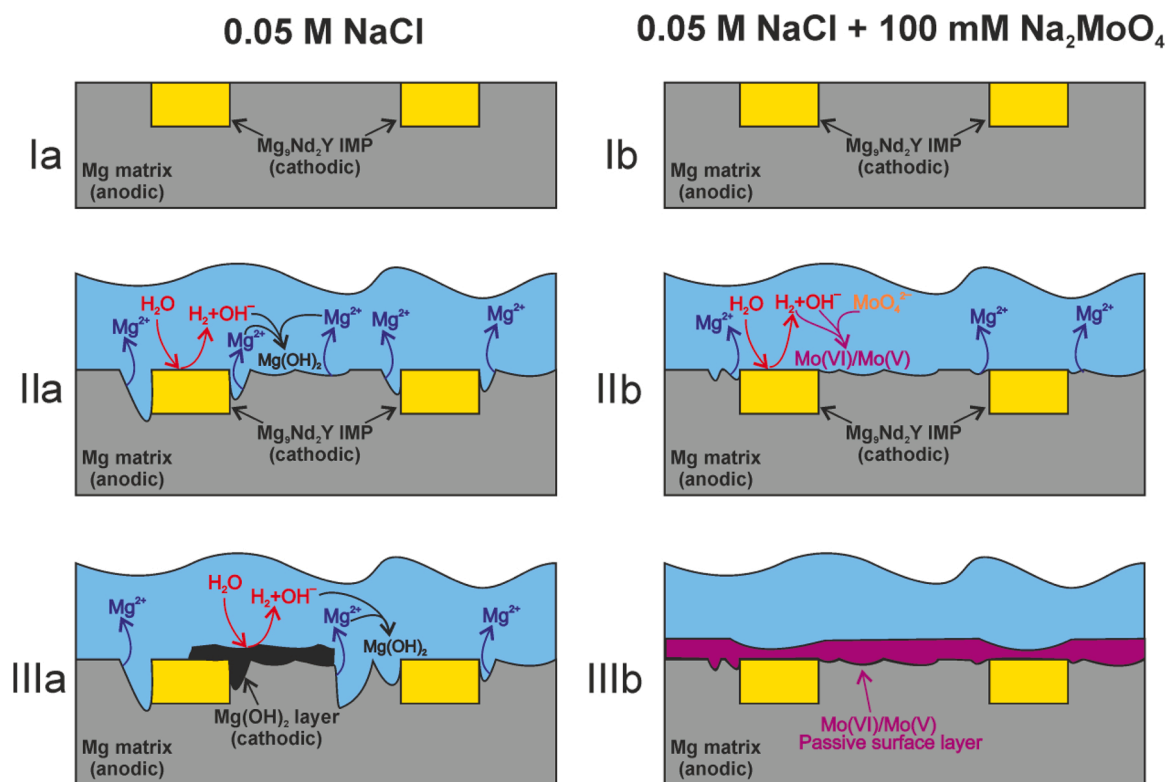 0.05 M NaCl
0.05 M NaCl + 100 mM Na₂MoO₄
Ia
Mg₉Nd₂Y IMP
(cathodic)
Mg matrix
(anodic)
Ib
Mg₉Nd₂Y IMP
(cathodic)
Mg matrix
(anodic)
IIa
H₂O
H₂+OH⁻
Mg²⁺
Mg²⁺
Mg²⁺
Mg²⁺
Mg²⁺
Mg(OH)₂
Mg₉Nd₂Y IMP
(cathodic)
Mg matrix
(anodic)
IIb
H₂O
H₂+OH⁻
MoO₄²⁻
Mg²⁺
Mg²⁺
Mg²⁺
Mo(VI)/Mo(V)
Mg₉Nd₂Y IMP
(cathodic)
Mg matrix
(anodic)
IIIa
H₂O
H₂+OH⁻
Mg²⁺
Mg²⁺
Mg²⁺
Mg(OH)₂
Mg(OH)₂ layer
(cathodic)
Mg matrix
(anodic)
IIIb
Mo(VI)/Mo(V)
Passive surface layer
Mg matrix
(anodic)